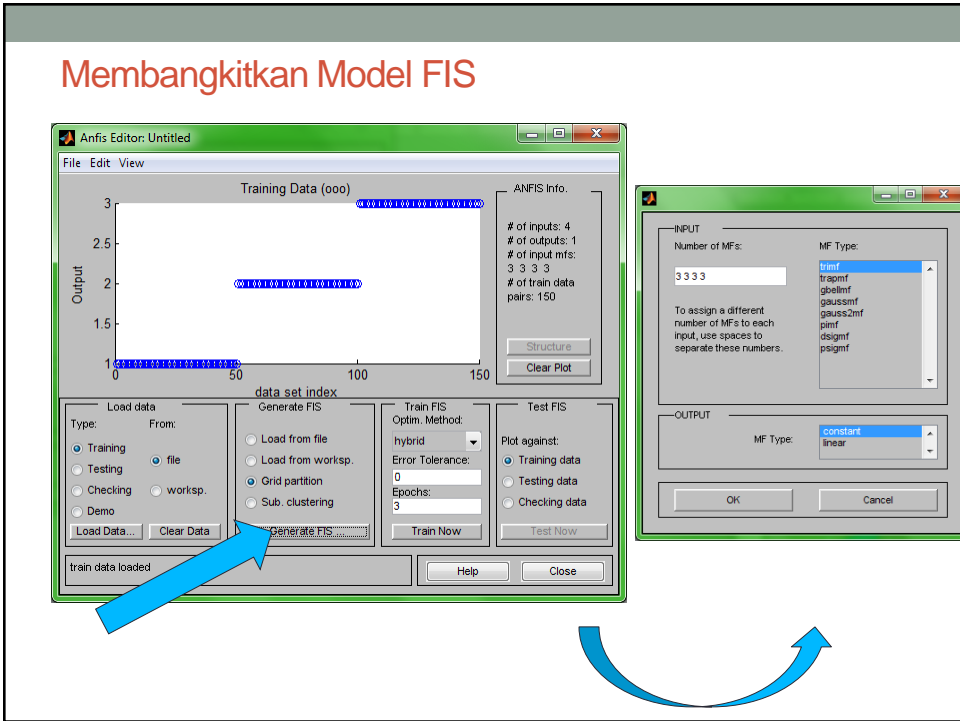 Membangkitkan Model FIS
Anfis Editor: Untitled
File Edit View
Training Data (ooo)
3
2.5
2
1.5
1
Output
0
50
100
150
data set index
ANFIS Info.
# of inputs: 4
# of outputs: 1
# of input mfs:
3 3 3 3
# of train data
pairs: 150
Structure
Clear Plot
Load data
Type:
From:
Training
Testing
Checking
Demo
file
worksp.
Load Data...
Clear Data
Generate FIS
Load from file
Load from worksp.
Grid partition
Sub. clustering
Generate FIS ...
Train FIS
Optim. Method:
hybrid
Error Tolerance:
0
Epochs:
3
Train Now
Test FIS
Plot against:
Training data
Testing data
Checking data
Test Now
train data loaded
Help
Close
INPUT
Number of MFs:
3 3 3 3
To assign a different
number of MFs to each
input, use spaces to
separate these numbers.
MF Type:
trimf
trapmf
gbellmf
gaussmf
gauss2mf
pimf
dsigmf
psigmf
OUTPUT
MF Type:
constant
linear
OK
Cancel